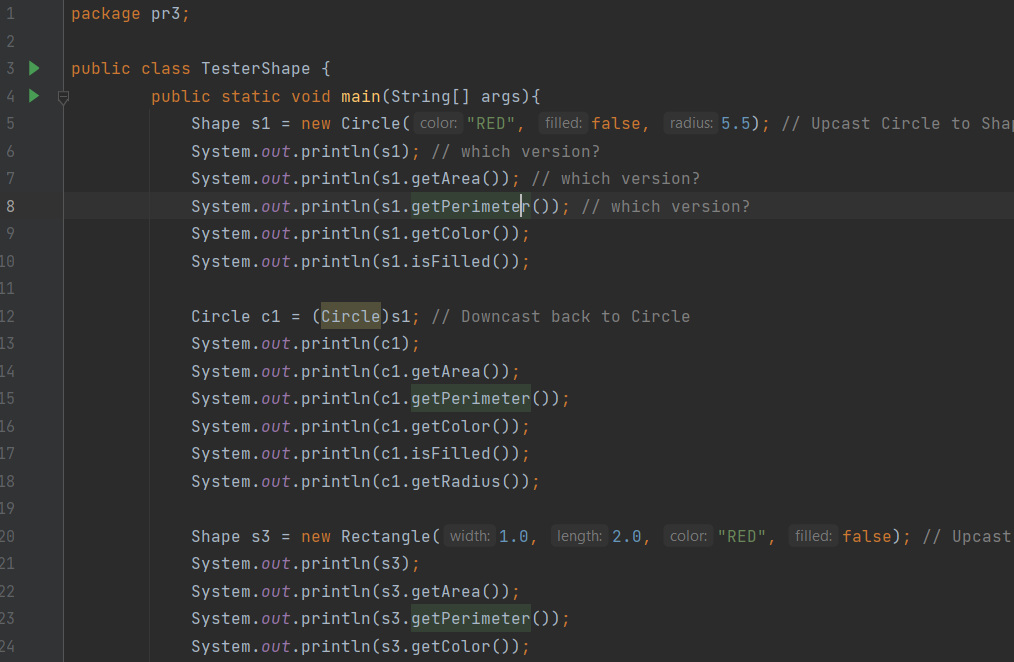 1 package pr3;
2
3 public class TesterShape {
4 public static void main(String[] args){
5 Shape s1 = new Circle( color: "RED", filled: false, radius: 5.5); // Upcast Circle to Sha
6 System.out.println(s1); // which version?
7 System.out.println(s1.getArea()); // which version?
8 System.out.println(s1.getPerimeter()); // which version?
9 System.out.println(s1.getColor());
10 System.out.println(s1.isFilled());
11
12 Circle c1 = (Circle)s1; // Downcast back to Circle
13 System.out.println(c1);
14 System.out.println(c1.getArea());
15 System.out.println(c1.getPerimeter());
16 System.out.println(c1.getColor());
17 System.out.println(c1.isFilled());
18 System.out.println(c1.getRadius());
19
20 Shape s3 = new Rectangle( width: 1.0, length: 2.0, color: "RED", filled: false); // Upcast
21 System.out.println(s3);
22 System.out.println(s3.getArea());
23 System.out.println(s3.getPerimeter());
24 System.out.println(s3.getColor());